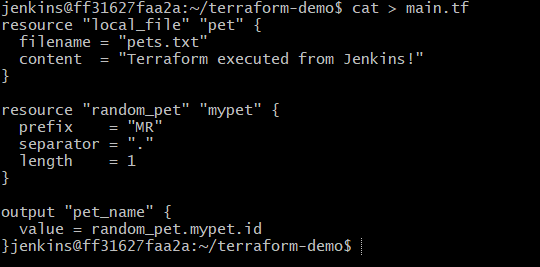 jenkins@ff31627faa2a:~/terraform-demo$ cat > main.tf
resource "local_file" "pet" {
  filename = "pets.txt"
  content  = "Terraform executed from Jenkins!"
}

resource "random_pet" "mypet" {
  prefix    = "MR"
  separator = "."
  length    = 1
}

output "pet_name" {
  value = random_pet.mypet.id
}jenkins@ff31627faa2a:~/terraform-demo$